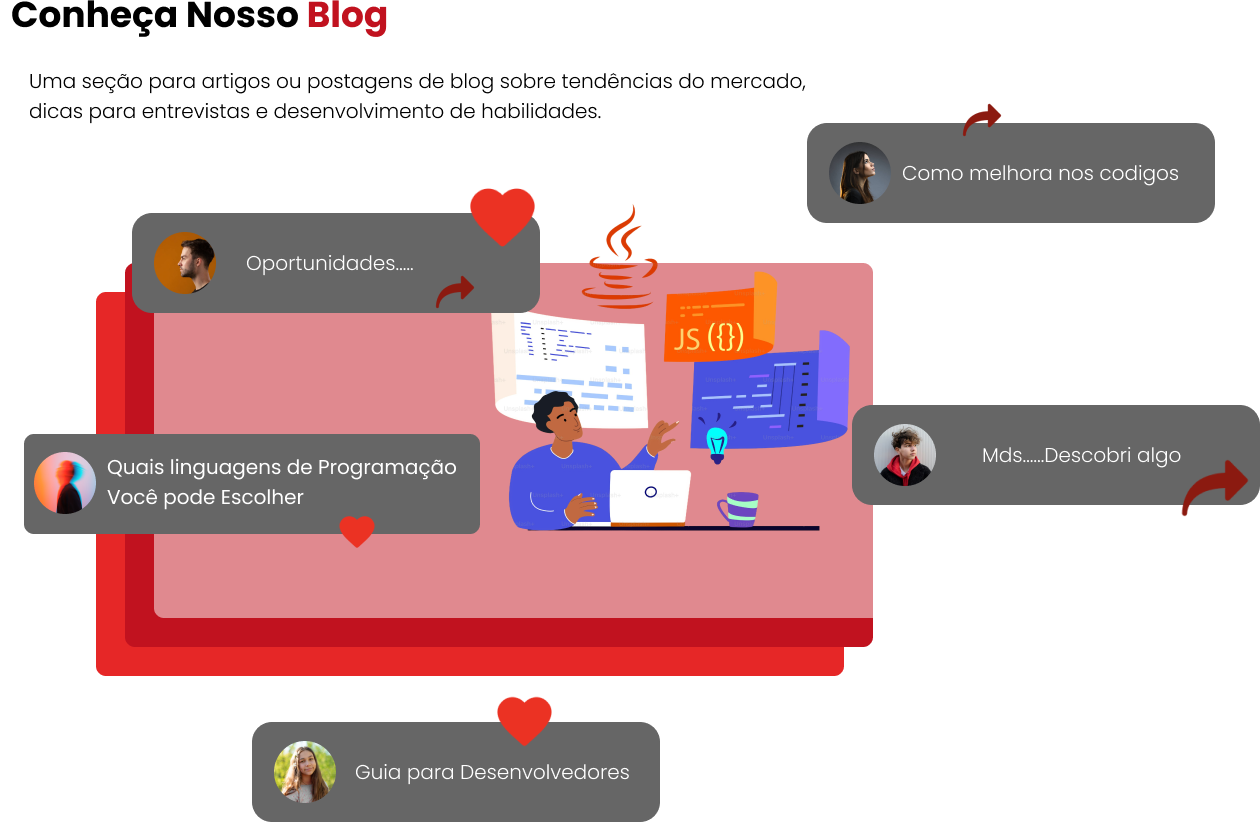 Conheça Nosso Blog
Uma seção para artigos ou postagens de blog sobre tendências do mercado,
dicas para entrevistas e desenvolvimento de habilidades.
Como melhora nos codigos
Oportunidades.....
JS ({})
Quais linguagens de Programação
Você pode Escolher
Mds......Descobri algo
Guia para Desenvolvedores